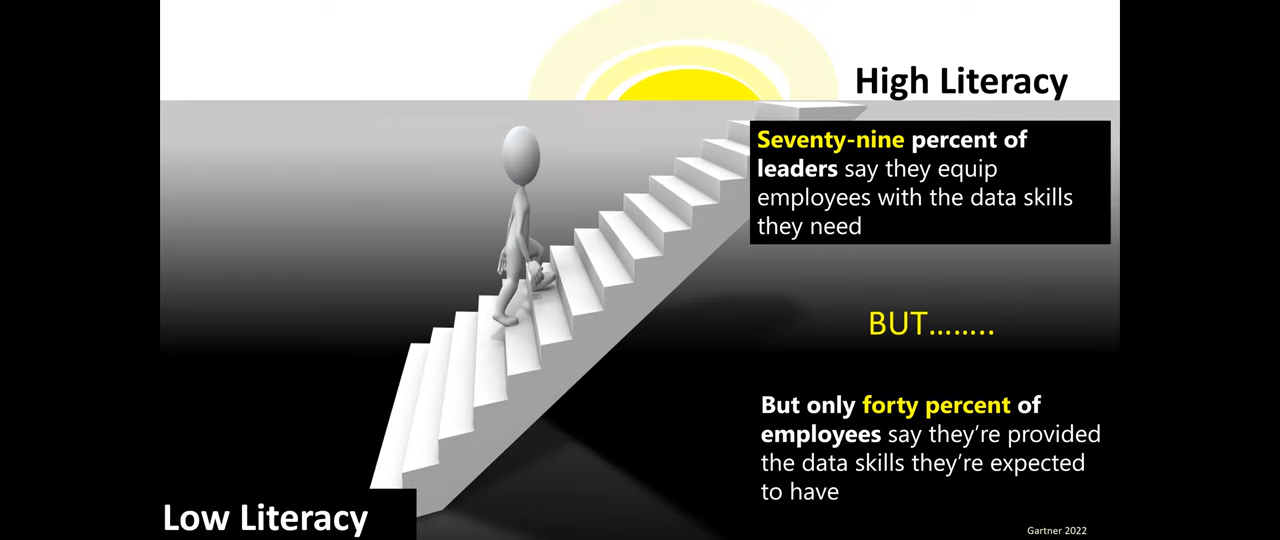 High Literacy
Seventy-nine percent of
leaders say they equip
employees with the data skills
they need
BUT……..
But only forty percent of
employees say they’re provided
the data skills they’re expected
to have
Low Literacy
Gartner 2022